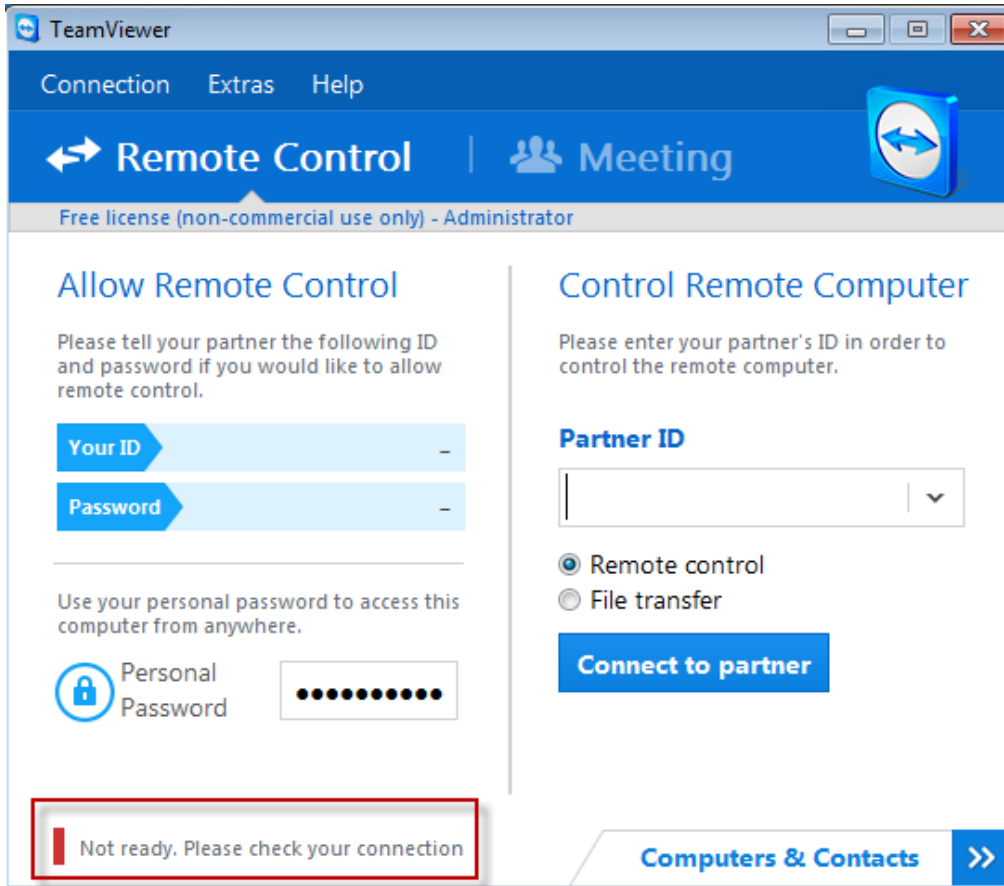 TeamViewer
Connection Extras Help
Remote Control Meeting
Free license (non-commercial use only) - Administrator
Allow Remote Control
Please tell your partner the following ID
and password if you would like to allow
remote control.
Your ID –
Password –
Use your personal password to access this
computer from anywhere.
Personal
Password ••••••••••
Not ready. Please check your connection
Control Remote Computer
Please enter your partner's ID in order to
control the remote computer.
Partner ID
Remote control
File transfer
Connect to partner
Computers & Contacts